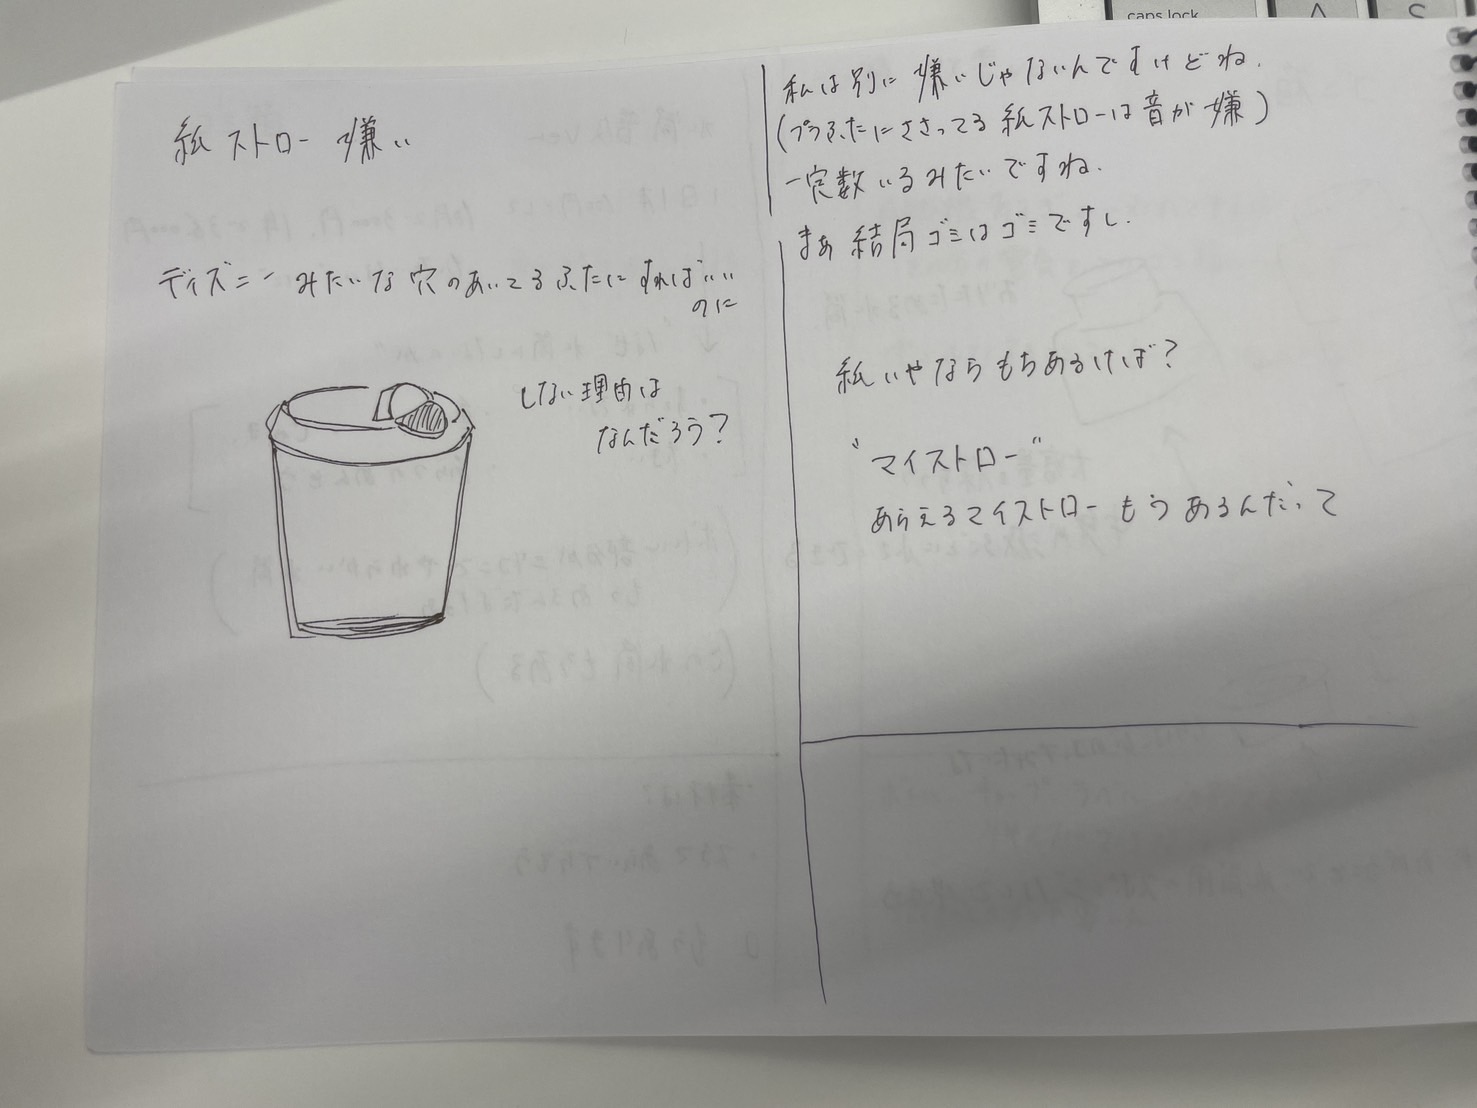 caps lock
A
S
紙ストロー嫌い
ディズニーみたいな穴のあいてるふたにすればいい
のに
しない理由は
なんだろう？
私は別に嫌いじゃないんですけどね.
(プラふたにささってる紙ストローは音が嫌)
一定数いるみたいですね.
まぁ結局ゴミはゴミですし.
紙いやならもちあるけば？
"マイストロー"
あらえるマイストローもうあるんだって